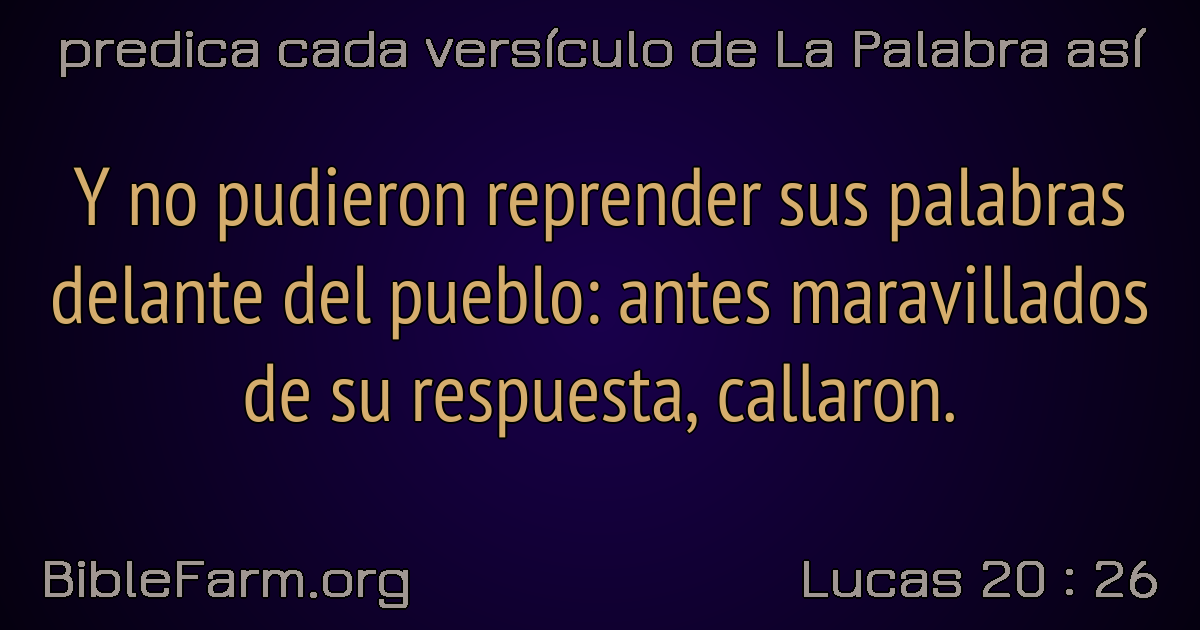 predica cada versículo de La Palabra así
Y no pudieron reprender sus palabras
delante del pueblo: antes maravillados
de su respuesta, callaron.
BibleFarm.org
Lucas 20 : 26